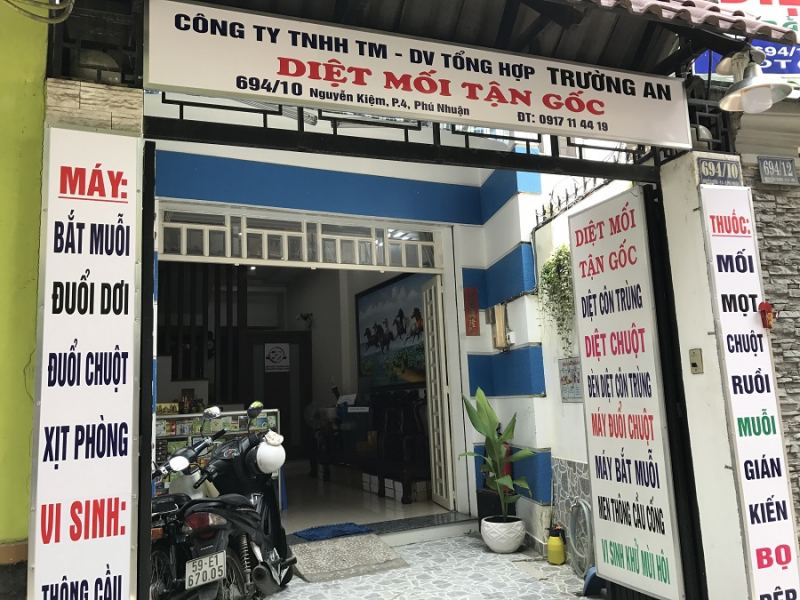 CÔNG TY TNHH TM - DV TỔNG HỢP TRƯỜNG AN
DIỆT MỐI TẬN GỐC
694/10 Nguyễn Kiệm, P.4, Phú Nhuận ĐT: 0917 11 44 19
MÁY:
BẮT MUỖI
ĐUỔI DƠI
ĐUỔI CHUỘT
XỊT PHÒNG
VI SINH:
THÔNG CẦU
DIỆT MỐI
TẬN GỐC
DIỆT CÔN TRÙNG
DIỆT CHUỘT
ĐÈN DIỆT CÔN TRÙNG
MÁY ĐUỔI CHUỘT
MÁY BẮT MUỖI
MEN THÔNG CẦU CỐNG
VI SINH KHỬ MÙI HÔI
694/10
694/12
THUỐC:
MỐI
MỌT
CHUỘT
RUỒI
MUỖI
GIÁN
KIẾN
BỌ
59-E1
670.05